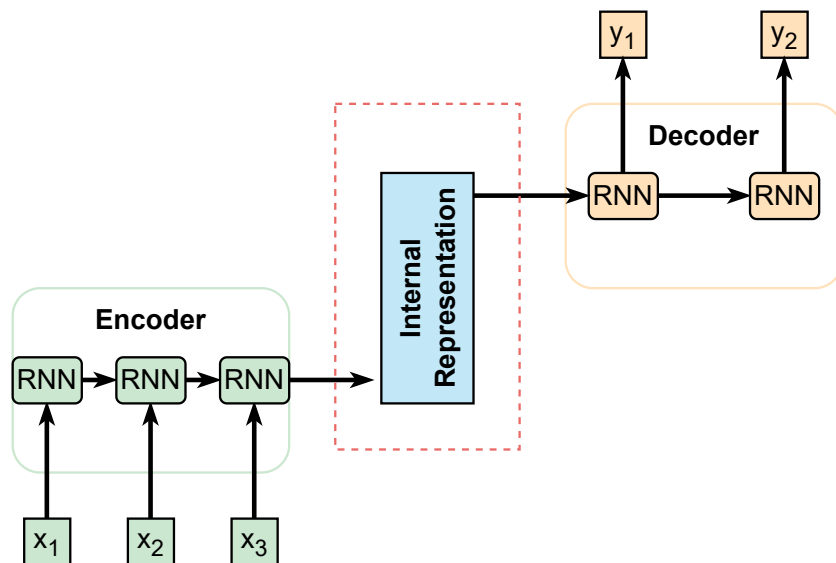 y1
y2
Decoder
RNN
RNN
Internal
Representation
Encoder
RNN
RNN
RNN
x1
x2
x3